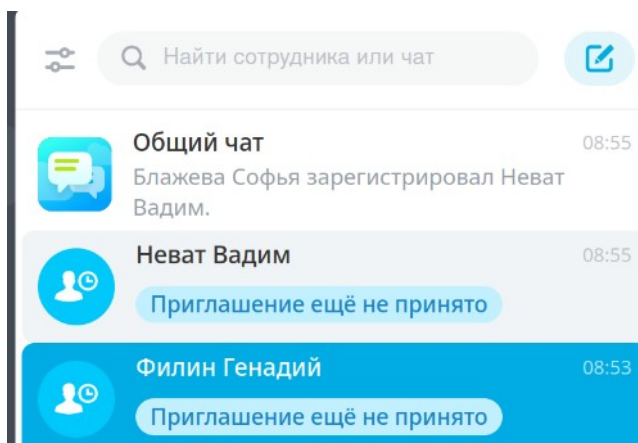 Найти сотрудника или чат
Общий чат 08:55
Блажева Софья зарегистрировал Неват
Вадим.
Неват Вадим 08:55
Приглашение ещё не принято
Филин Генадий 08:53
Приглашение ещё не принято